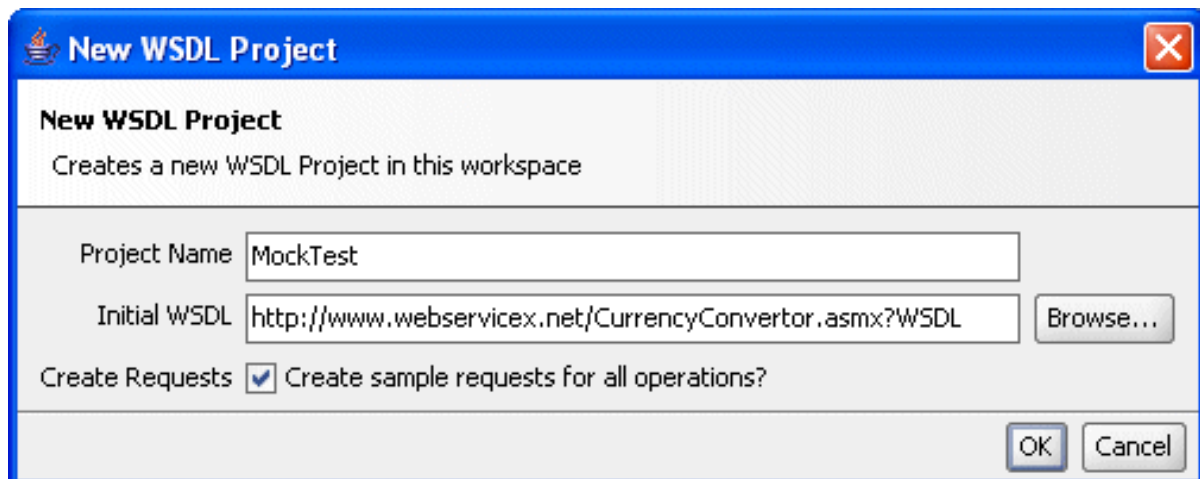 New WSDL Project
New WSDL Project
Creates a new WSDL Project in this workspace
Project Name MockTest
Initial WSDL http://www.webservicex.net/CurrencyConvertor.asmx?WSDL Browse...
Create Requests Create sample requests for all operations?
OK Cancel